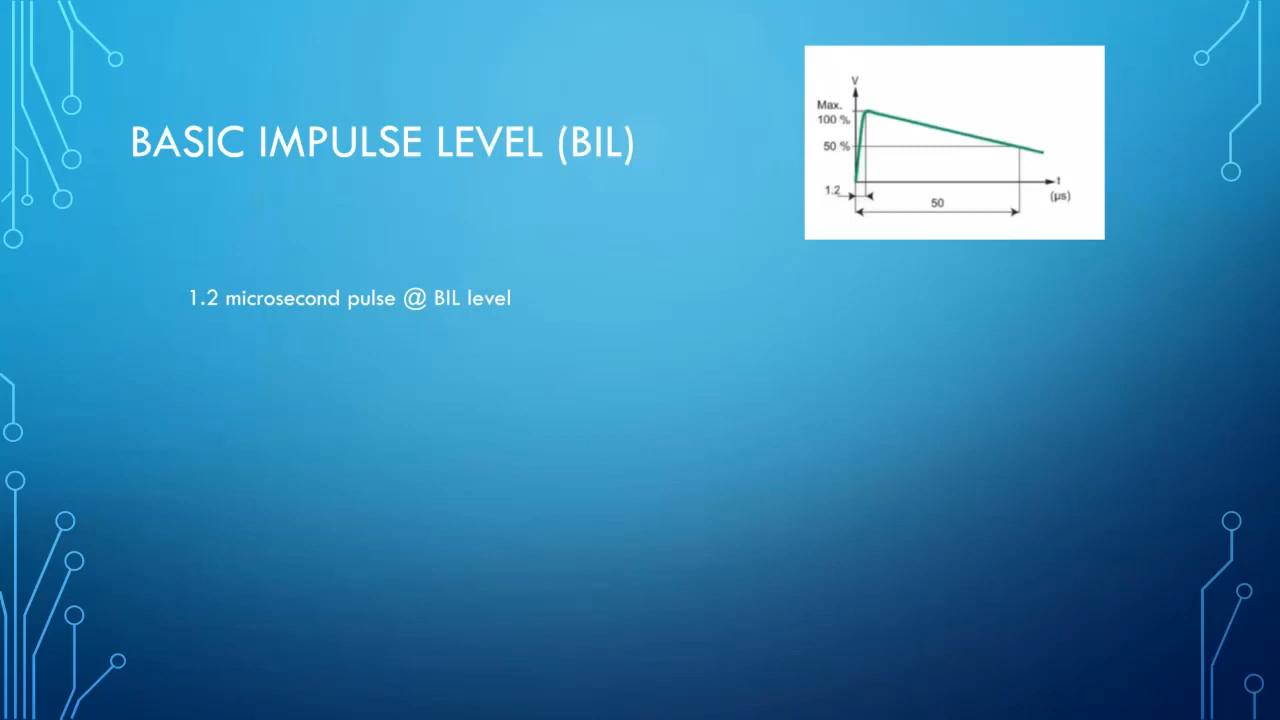 BASIC IMPULSE LEVEL (BIL)
V
Max.
100 %
50 %
1.2
t
(µs)
50
1.2 microsecond pulse @ BIL level